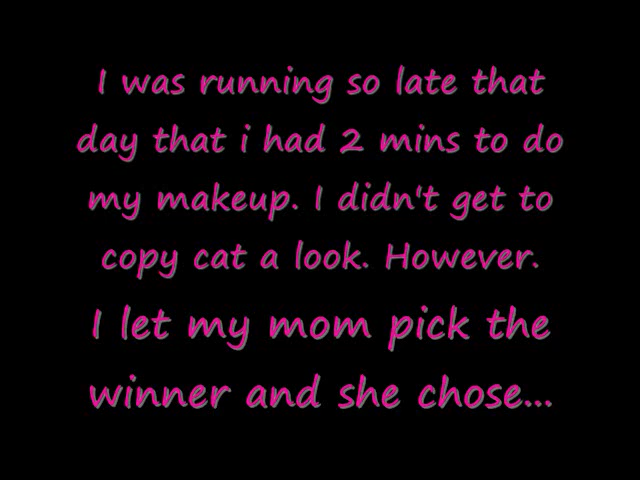 I was running so late that
day that i had 2 mins to do
my makeup. I didn't get to
copy cat a look. However.
I let my mom pick the
winner and she chose...